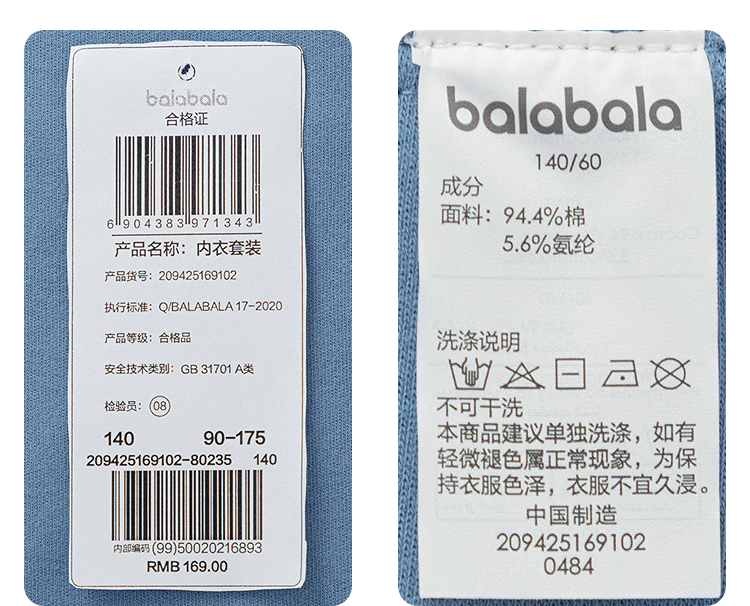 balabala
合格证
6 904383 971343
产品名称：内衣套装
产品货号：209425169102
执行标准：Q/BALABALA 17-2020
产品等级：合格品
安全技术类别：GB 31701 A类
检验员：08
140 90-175
209425169102-80235 140
内部编码 (99)50020216893
RMB 169.00
balabala
140/60
成分
面料：94.4%棉
5.6%氨纶
洗涤说明
不可干洗
本商品建议单独洗涤，如有
轻微褪色属正常现象，为保
持衣服色泽，衣服不宜久浸。
中国制造
209425169102
0484